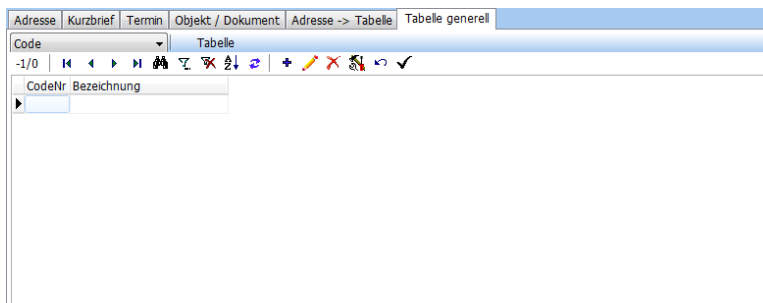 Adresse Kurzbrief Termin Objekt / Dokument Adresse -> Tabelle Tabelle generell
Code Tabelle
-1/0
CodeNr Bezeichnung